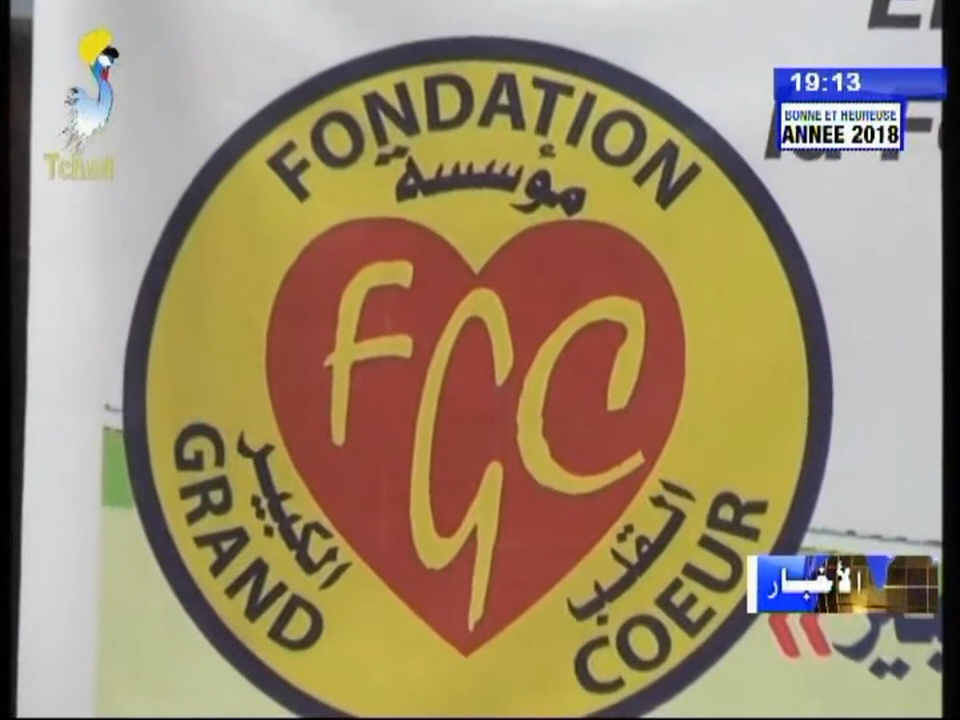 Tchad
19:13
BONNE ET HEUREUSE
ANNEE 2018
FONDATION
مؤسسة
FGC
الكبير
القلب
GRAND
COEUR
الأخبار